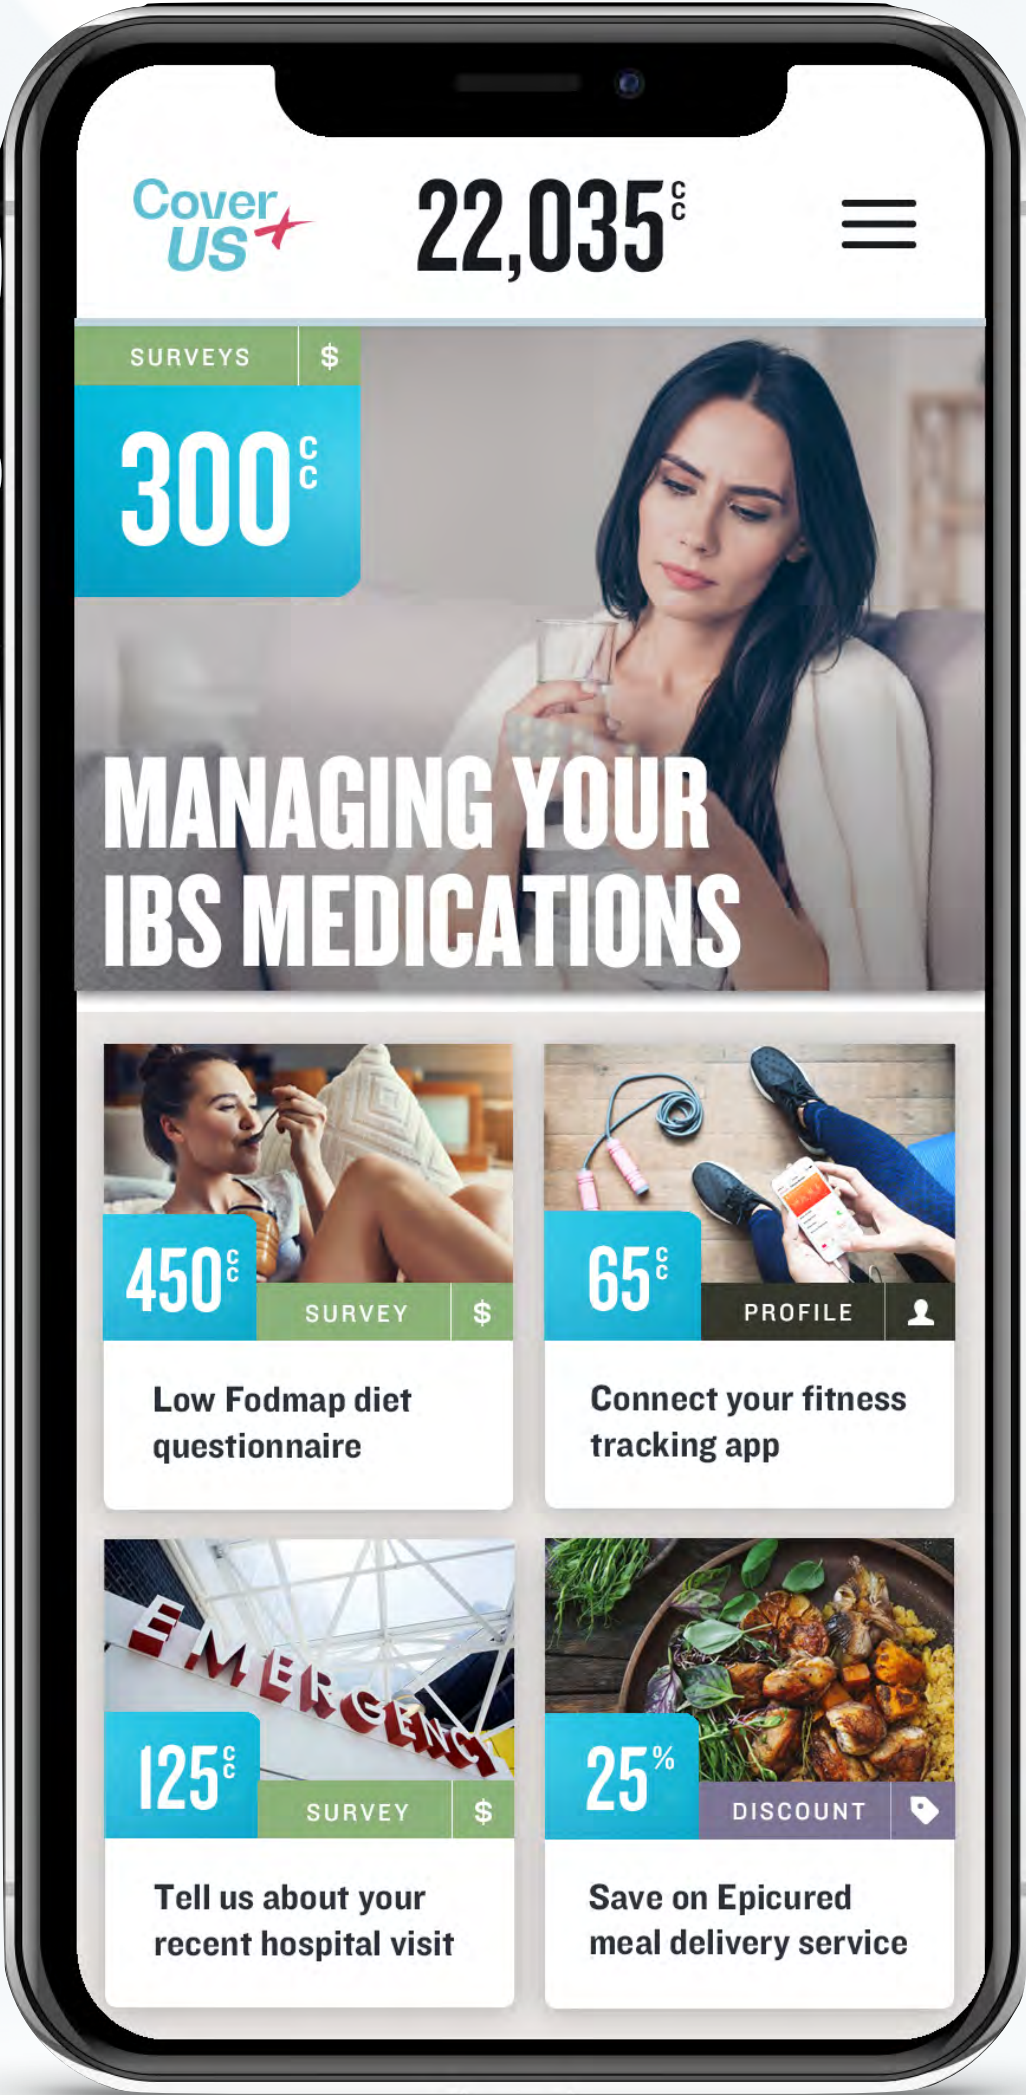 Cover
US
22,035 CC
SURVEYS $
300 CC
MANAGING YOUR
IBS MEDICATIONS
450 CC
SURVEY $
Low Fodmap diet
questionnaire
65 CC
PROFILE
Connect your fitness
tracking app
EMERGENCY
125 CC
SURVEY $
Tell us about your
recent hospital visit
25%
DISCOUNT
Save on Epicured
meal delivery service